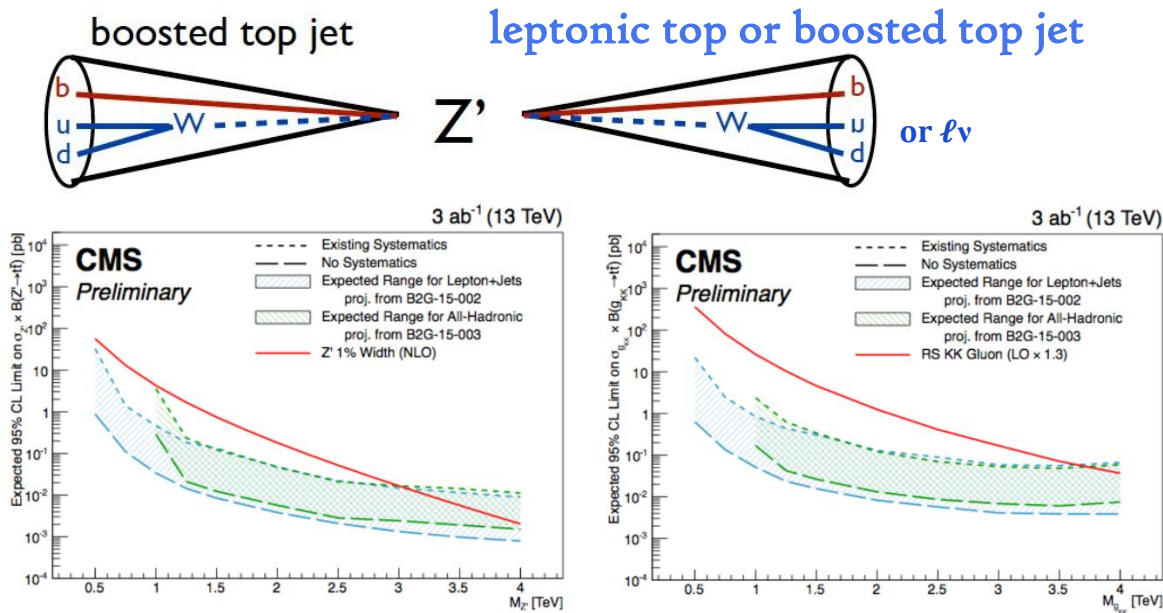 boosted top jet
leptonic top or boosted top jet
b
u
d
W
Z'
W
b
u
d
or ℓν
3 ab⁻¹ (13 TeV)
CMS
Preliminary
Existing Systematics
No Systematics
Expected Range for Lepton+Jets
proj. from B2G-15-002
Expected Range for All-Hadronic
proj. from B2G-15-003
Z' 1% Width (NLO)
Expected 95% CL Limit on σ_Z' × B(Z'→tt̄) [pb]
10⁴
10³
10²
10
1
10⁻¹
10⁻²
10⁻³
10⁻⁴
0.5 1 1.5 2 2.5 3 3.5 4
M_Z' [TeV]
3 ab⁻¹ (13 TeV)
CMS
Preliminary
Existing Systematics
No Systematics
Expected Range for Lepton+Jets
proj. from B2G-15-002
Expected Range for All-Hadronic
proj. from B2G-15-003
RS KK Gluon (LO × 1.3)
Expected 95% CL Limit on σ_g_KK × B(g_KK→tt̄) [pb]
10⁴
10³
10²
10
1
10⁻¹
10⁻²
10⁻³
10⁻⁴
0.5 1 1.5 2 2.5 3 3.5 4
M_g_KK [TeV]